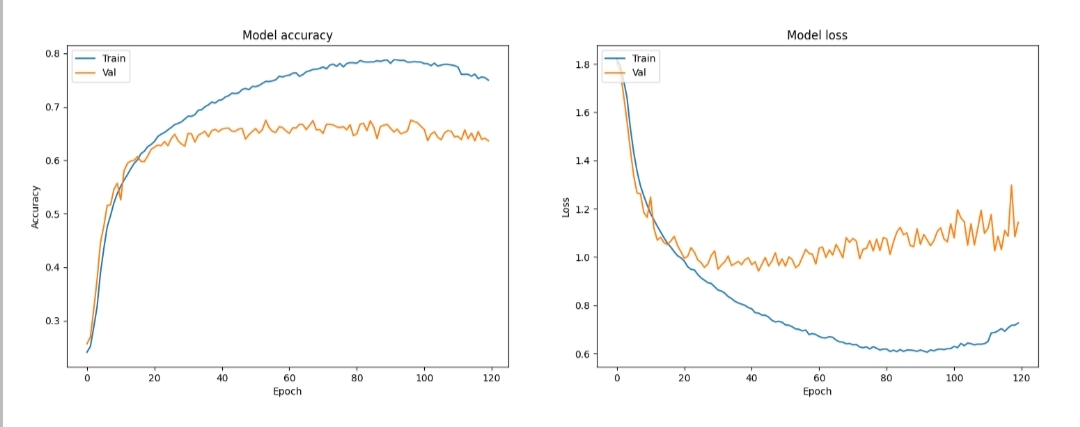 Model accuracy
Train
Val
0.8
0.7
0.6
0.5
0.4
0.3
Accuracy
0 20 40 60 80 100 120
Epoch
Model loss
Train
Val
1.8
1.6
1.4
1.2
1.0
0.8
0.6
Loss
0 20 40 60 80 100 120
Epoch